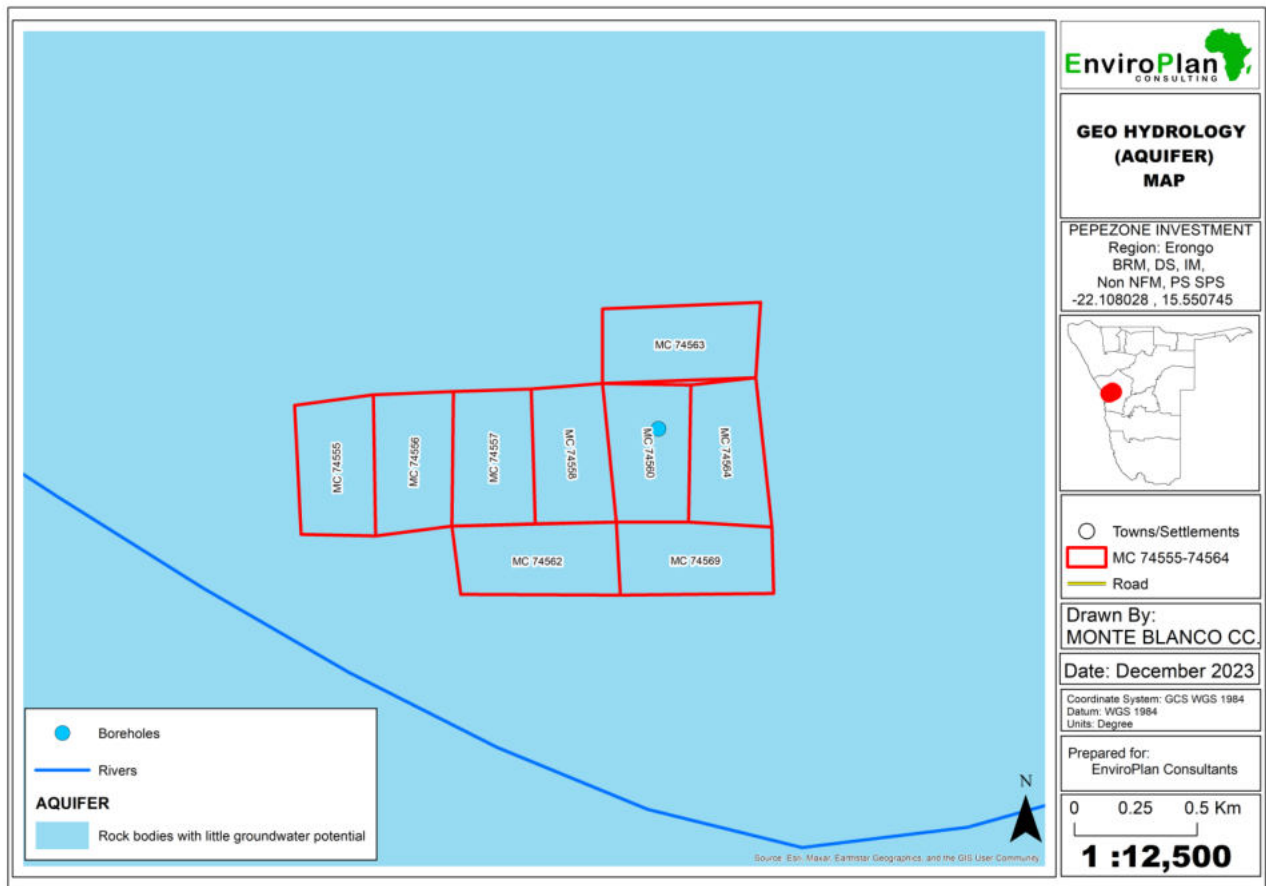 MC 74563
MC 74555
MC 74556
MC 74557
MC 74558
MC 74560
MC 74564
MC 74562
MC 74569
Boreholes
Rivers
AQUIFER
Rock bodies with little groundwater potential
N
Source: Esri, Maxar, Earthstar Geographics, and the GIS User Community
EnviroPlan
CONSULTING
GEO HYDROLOGY
(AQUIFER)
MAP
PEPEZONE INVESTMENT
Region: Erongo
BRM, DS, IM,
Non NFM, PS SPS
-22.108028 , 15.550745
Towns/Settlements
MC 74555-74564
Road
Drawn By:
MONTE BLANCO CC.
Date: December 2023
Coordinate System: GCS WGS 1984
Datum: WGS 1984
Units: Degree
Prepared for:
EnviroPlan Consultants
0 0.25 0.5 Km
1 :12,500